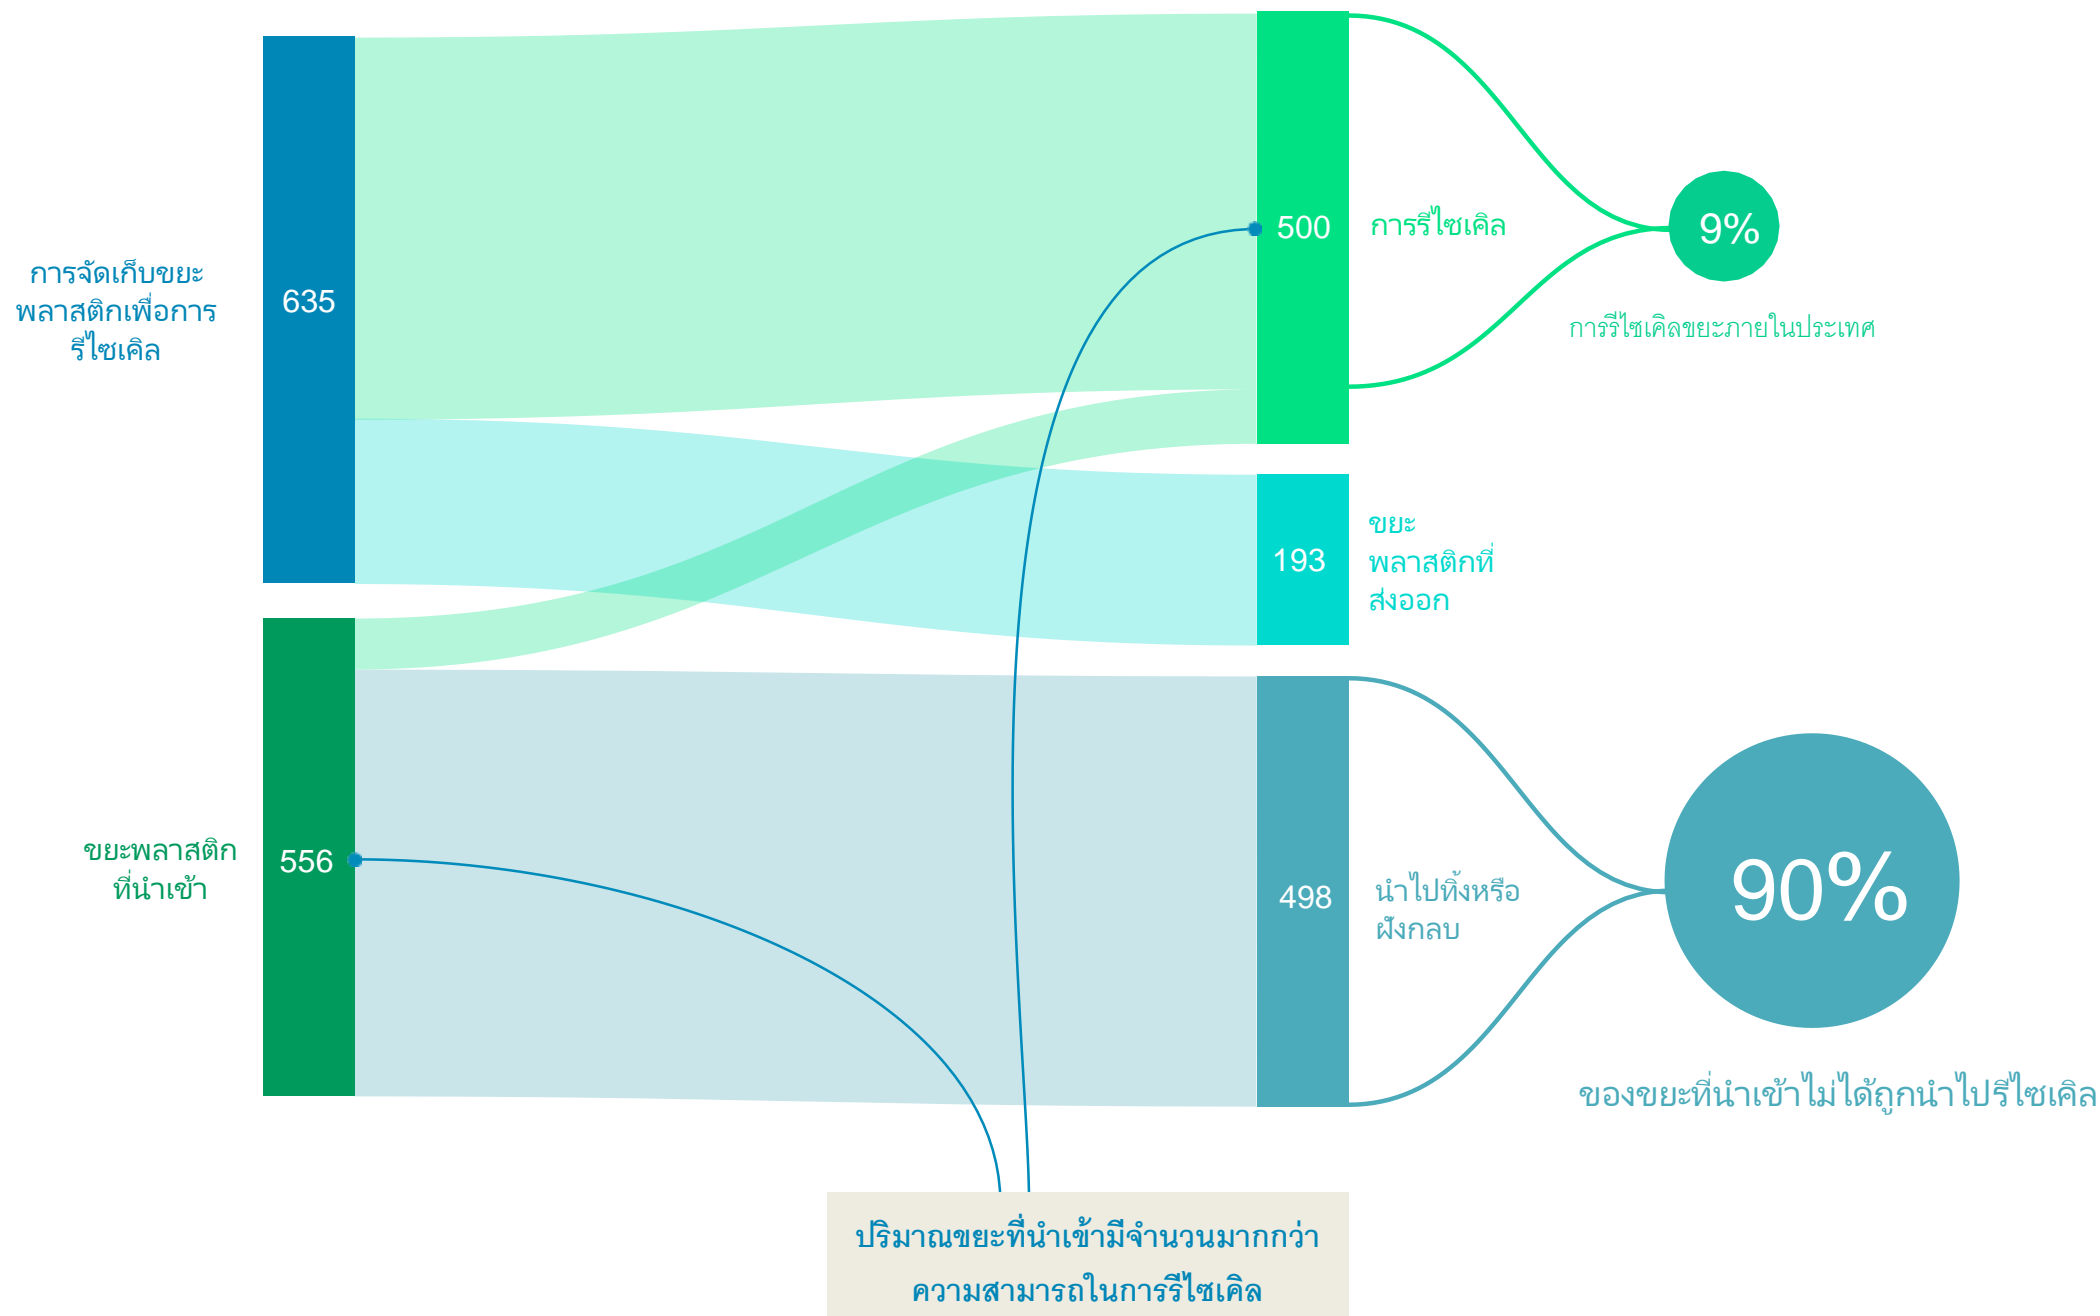 การจัดเก็บขยะ
พลาสติกเพื่อการ
รีไซเคิล
635
500
การรีไซเคิล
9%
การรีไซเคิลขยะภายในประเทศ
193
ขยะ
พลาสติกที่
ส่งออก
ขยะพลาสติก
ที่นำเข้า
556
498
นำไปทิ้งหรือ
ฝังกลบ
90%
ของขยะที่นำเข้าไม่ได้ถูกนำไปรีไซเคิล
ปริมาณขยะที่นำเข้ามีจำนวนมากกว่า
ความสามารถในการรีไซเคิล